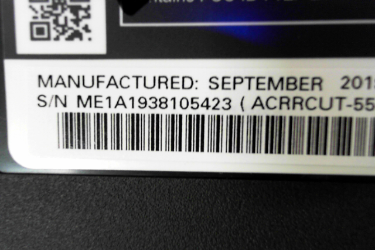 MANUFACTURED: SEPTEMBER 201
S/N ME1A1938105423 ( ACRRCUT-55